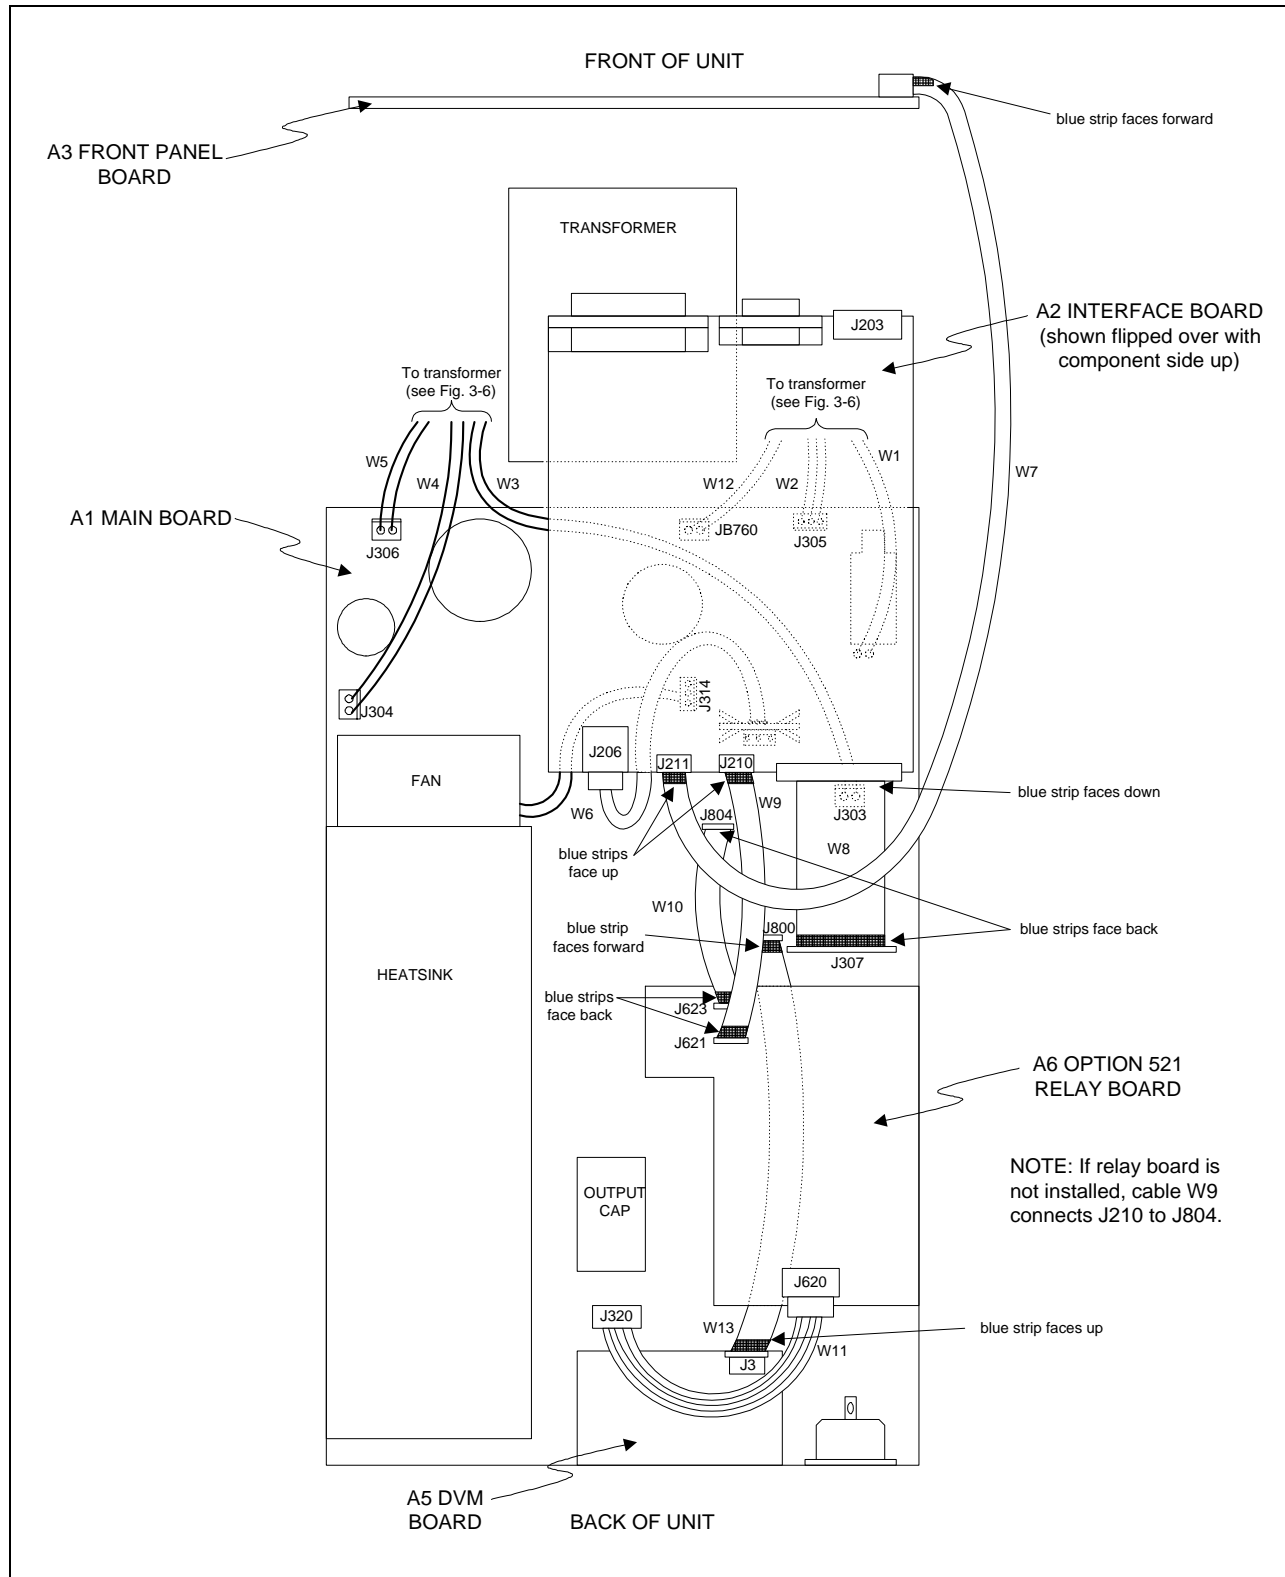 FRONT OF UNIT
blue strip faces forward
A3 FRONT PANEL
BOARD
TRANSFORMER
A2 INTERFACE BOARD
(shown flipped over with
component side up)
J203
To transformer
(see Fig. 3-6)
To transformer
(see Fig. 3-6)
W5
W4
W3
W12
W2
W1
W7
A1 MAIN BOARD
J306
JB760
J305
J314
J304
J206
J211
J210
FAN
blue strip faces down
W6
W9
J303
J804
W8
blue strips
face up
W10
blue strip
faces forward
J800
blue strips face back
J307
HEATSINK
blue strips
face back
J623
J621
A6 OPTION 521
RELAY BOARD
NOTE: If relay board is
not installed, cable W9
connects J210 to J804.
OUTPUT
CAP
J620
J320
W13
blue strip faces up
W11
J3
A5 DVM
BOARD
BACK OF UNIT